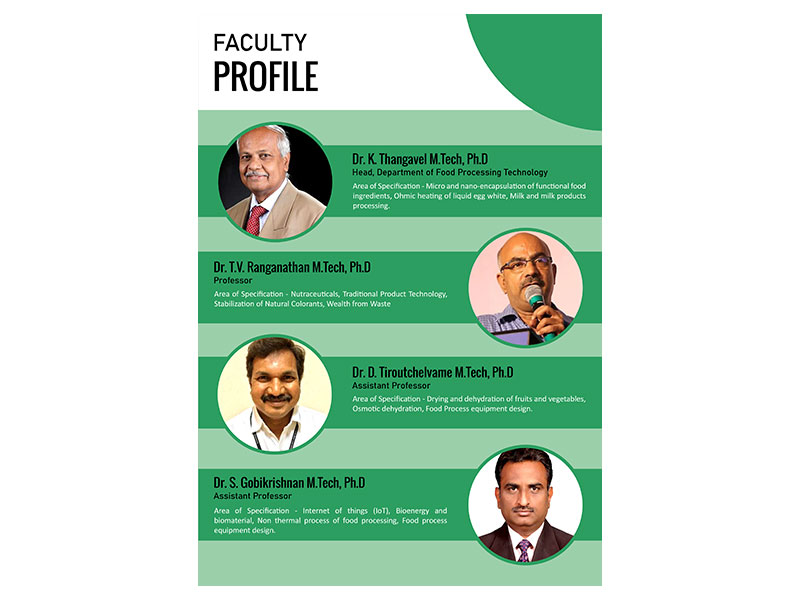 FACULTY
PROFILE
Dr. K. Thangavel M.Tech, Ph.D
Head, Department of Food Processing Technology
Area of Specification - Micro and nano-encapsulation of functional food
ingredients, Ohmic heating of liquid egg white, Milk and milk products
processing.
Dr. T.V. Ranganathan M.Tech, Ph.D
Professor
Area of Specification - Nutraceuticals, Traditional Product Technology,
Stabilization of Natural Colorants, Wealth from Waste
Dr. D. Tiroutchelvame M.Tech, Ph.D
Assistant Professor
Area of Specification - Drying and dehydration of fruits and vegetables,
Osmotic dehydration, Food Process equipment design.
Dr. S. Gobikrishnan M.Tech, Ph.D
Assistant Professor
Area of Specification - Internet of things (IoT), Bioenergy and
biomaterial, Non thermal process of food processing, Food process
equipment design.